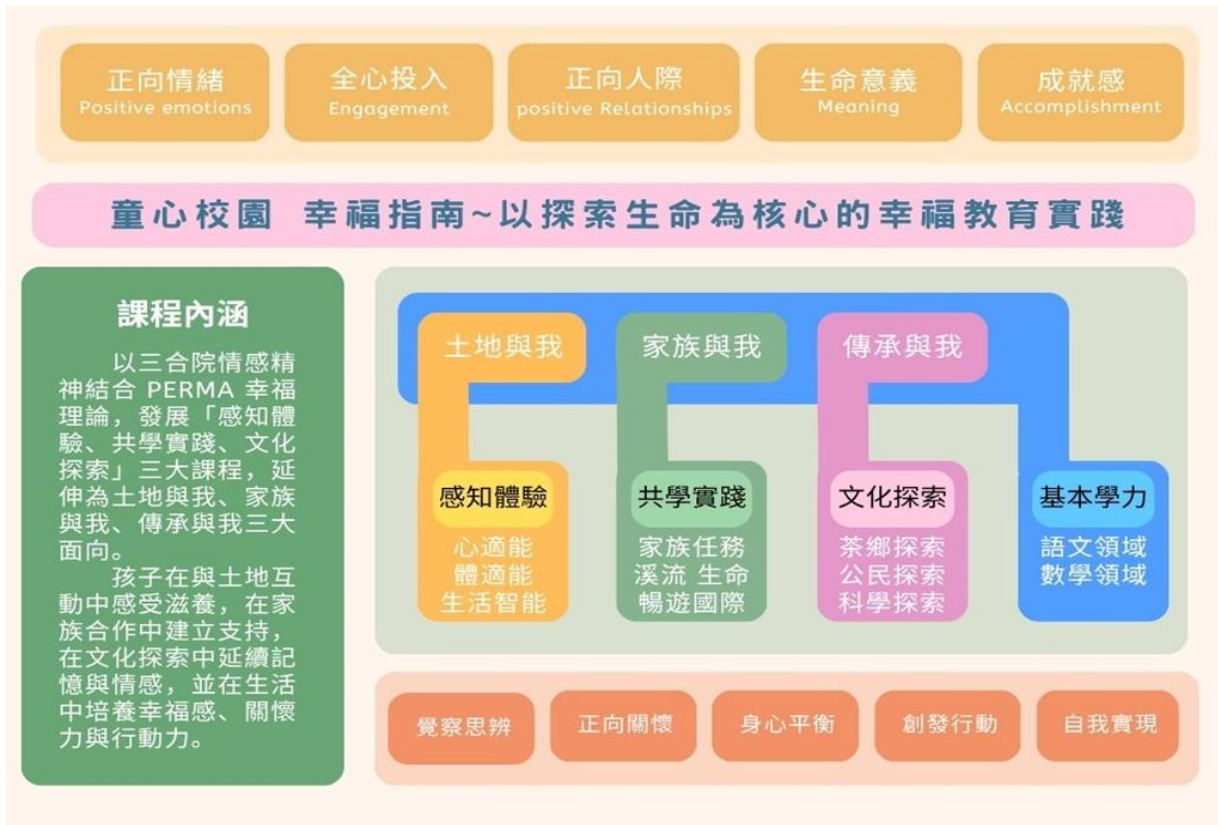 正向情緒
Positive emotions
全心投入
Engagement
正向人際
positive Relationships
生命意義
Meaning
成就感
Accomplishment
童心校園 幸福指南~以探索生命為核心的幸福教育實踐
課程內涵
以三合院情感精
神結合 PERMA 幸福
理論，發展「感知體
驗、共學實踐、文化
探索」三大課程，延
伸為土地與我、家族
與我、傳承與我三大
面向。
孩子在與土地互
動中感受滋養，在家
族合作中建立支持，
在文化探索中延續記
憶與情感，並在生活
中培養幸福感、關懷
力與行動力。
土地與我
家族與我
傳承與我
感知體驗
心適能
體適能
生活智能
共學實踐
家族任務
溪流 生命
暢遊國際
文化探索
茶鄉探索
公民探索
科學探索
基本學力
語文領域
數學領域
覺察思辨
正向關懷
身心平衡
創發行動
自我實現